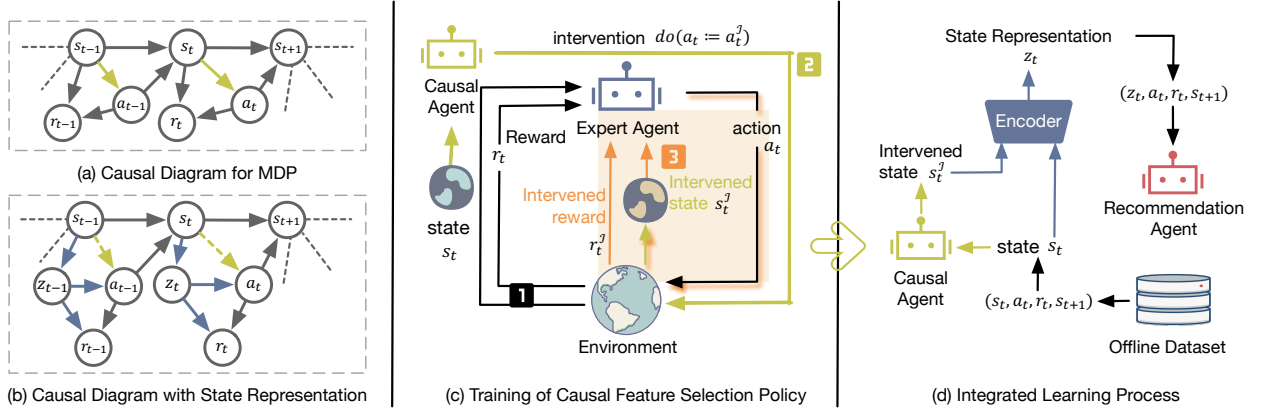 s_{t-1}
s_t
s_{t+1}
a_{t-1}
a_t
r_{t-1}
r_t
(a) Causal Diagram for MDP
s_{t-1}
s_t
s_{t+1}
z_{t-1}
a_{t-1}
z_t
a_t
r_{t-1}
r_t
(b) Causal Diagram with State Representation
intervention do(a_t := a_t^ℐ)
2
Causal
Agent
Reward
r_t
Expert Agent
action
a_t
3
Intervened
reward
r_t^ℐ
Intervened
state s_t^ℐ
state
s_t
1
Environment
(c) Training of Causal Feature Selection Policy
State Representation
z_t
(z_t, a_t, r_t, s_{t+1})
Encoder
Intervened
state s_t^ℐ
Recommendation
Agent
state s_t
Causal
Agent
(s_t, a_t, r_t, s_{t+1})
Offline Dataset
(d) Integrated Learning Process